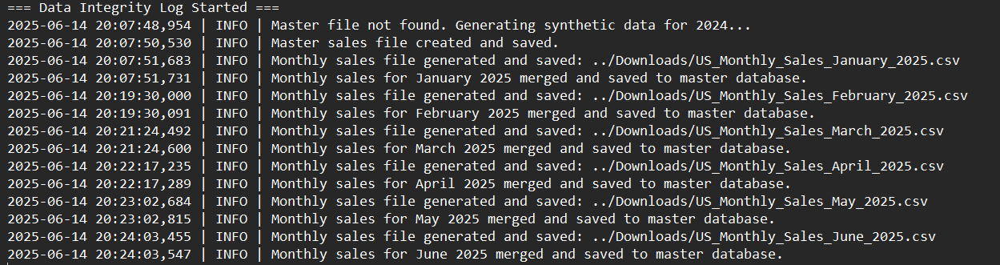 === Data Integrity Log Started ===
2025-06-14 20:07:48,954 | INFO | Master file not found. Generating synthetic data for 2024...
2025-06-14 20:07:50,530 | INFO | Master sales file created and saved.
2025-06-14 20:07:51,683 | INFO | Monthly sales file generated and saved: ../Downloads/US_Monthly_Sales_January_2025.csv
2025-06-14 20:07:51,731 | INFO | Monthly sales for January 2025 merged and saved to master database.
2025-06-14 20:19:30,000 | INFO | Monthly sales file generated and saved: ../Downloads/US_Monthly_Sales_February_2025.csv
2025-06-14 20:19:30,091 | INFO | Monthly sales for February 2025 merged and saved to master database.
2025-06-14 20:21:24,492 | INFO | Monthly sales file generated and saved: ../Downloads/US_Monthly_Sales_March_2025.csv
2025-06-14 20:21:24,600 | INFO | Monthly sales for March 2025 merged and saved to master database.
2025-06-14 20:22:17,235 | INFO | Monthly sales file generated and saved: ../Downloads/US_Monthly_Sales_April_2025.csv
2025-06-14 20:22:17,289 | INFO | Monthly sales for April 2025 merged and saved to master database.
2025-06-14 20:23:02,684 | INFO | Monthly sales file generated and saved: ../Downloads/US_Monthly_Sales_May_2025.csv
2025-06-14 20:23:02,815 | INFO | Monthly sales for May 2025 merged and saved to master database.
2025-06-14 20:24:03,455 | INFO | Monthly sales file generated and saved: ../Downloads/US_Monthly_Sales_June_2025.csv
2025-06-14 20:24:03,547 | INFO | Monthly sales for June 2025 merged and saved to master database.